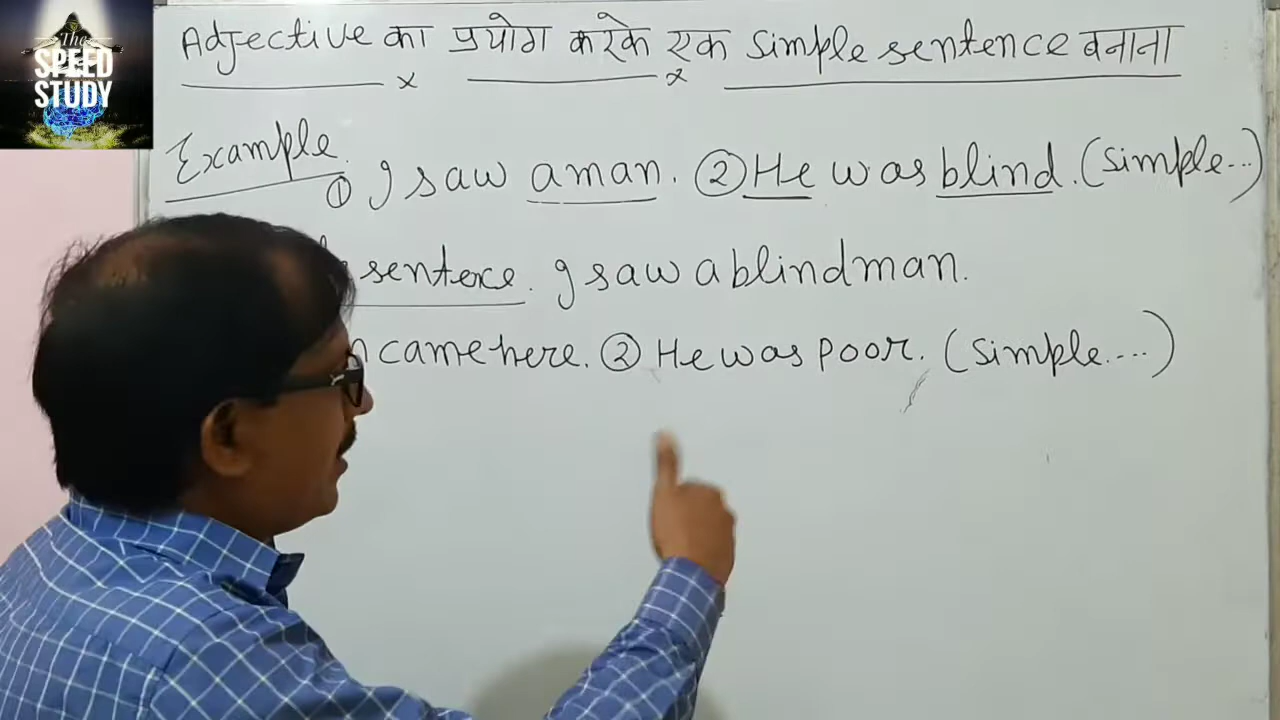 The
SPEED
STUDY
Adjective का प्रयोग करके एक simple sentence बनाना
Example. ① I saw a man. ② He was blind. (simple...)
sentence. I saw a blind man.
came here. ② He was poor. (simple....)